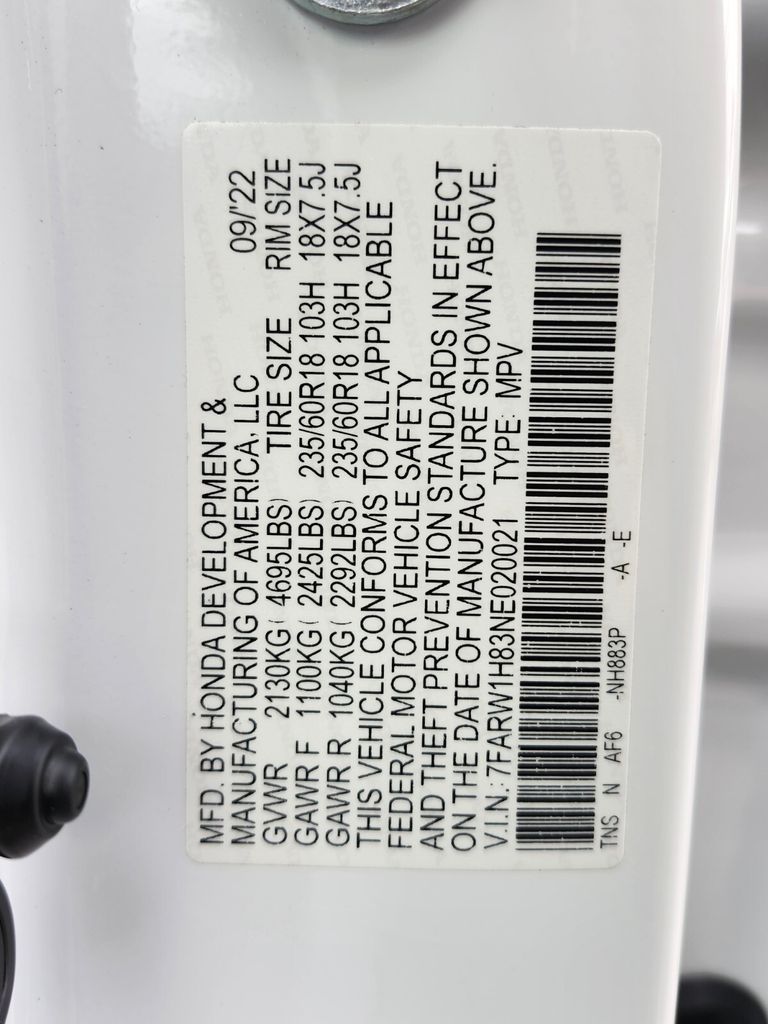 MFD. BY HONDA DEVELOPMENT &
MANUFACTURING OF AMERICA, LLC 09/'22
GVWR 2130KG( 4695LBS) TIRE SIZE RIM SIZE
GAWR F 1100KG( 2425LBS) 235/60R18 103H 18X7.5J
GAWR R 1040KG( 2292LBS) 235/60R18 103H 18X7.5J
THIS VEHICLE CONFORMS TO ALL APPLICABLE
FEDERAL MOTOR VEHICLE SAFETY
AND THEFT PREVENTION STANDARDS IN EFFECT
ON THE DATE OF MANUFACTURE SHOWN ABOVE.
V.I.N.: 7FARW1H83NE020021 TYPE: MPV
TNS N AF6 -NH883P -A -E